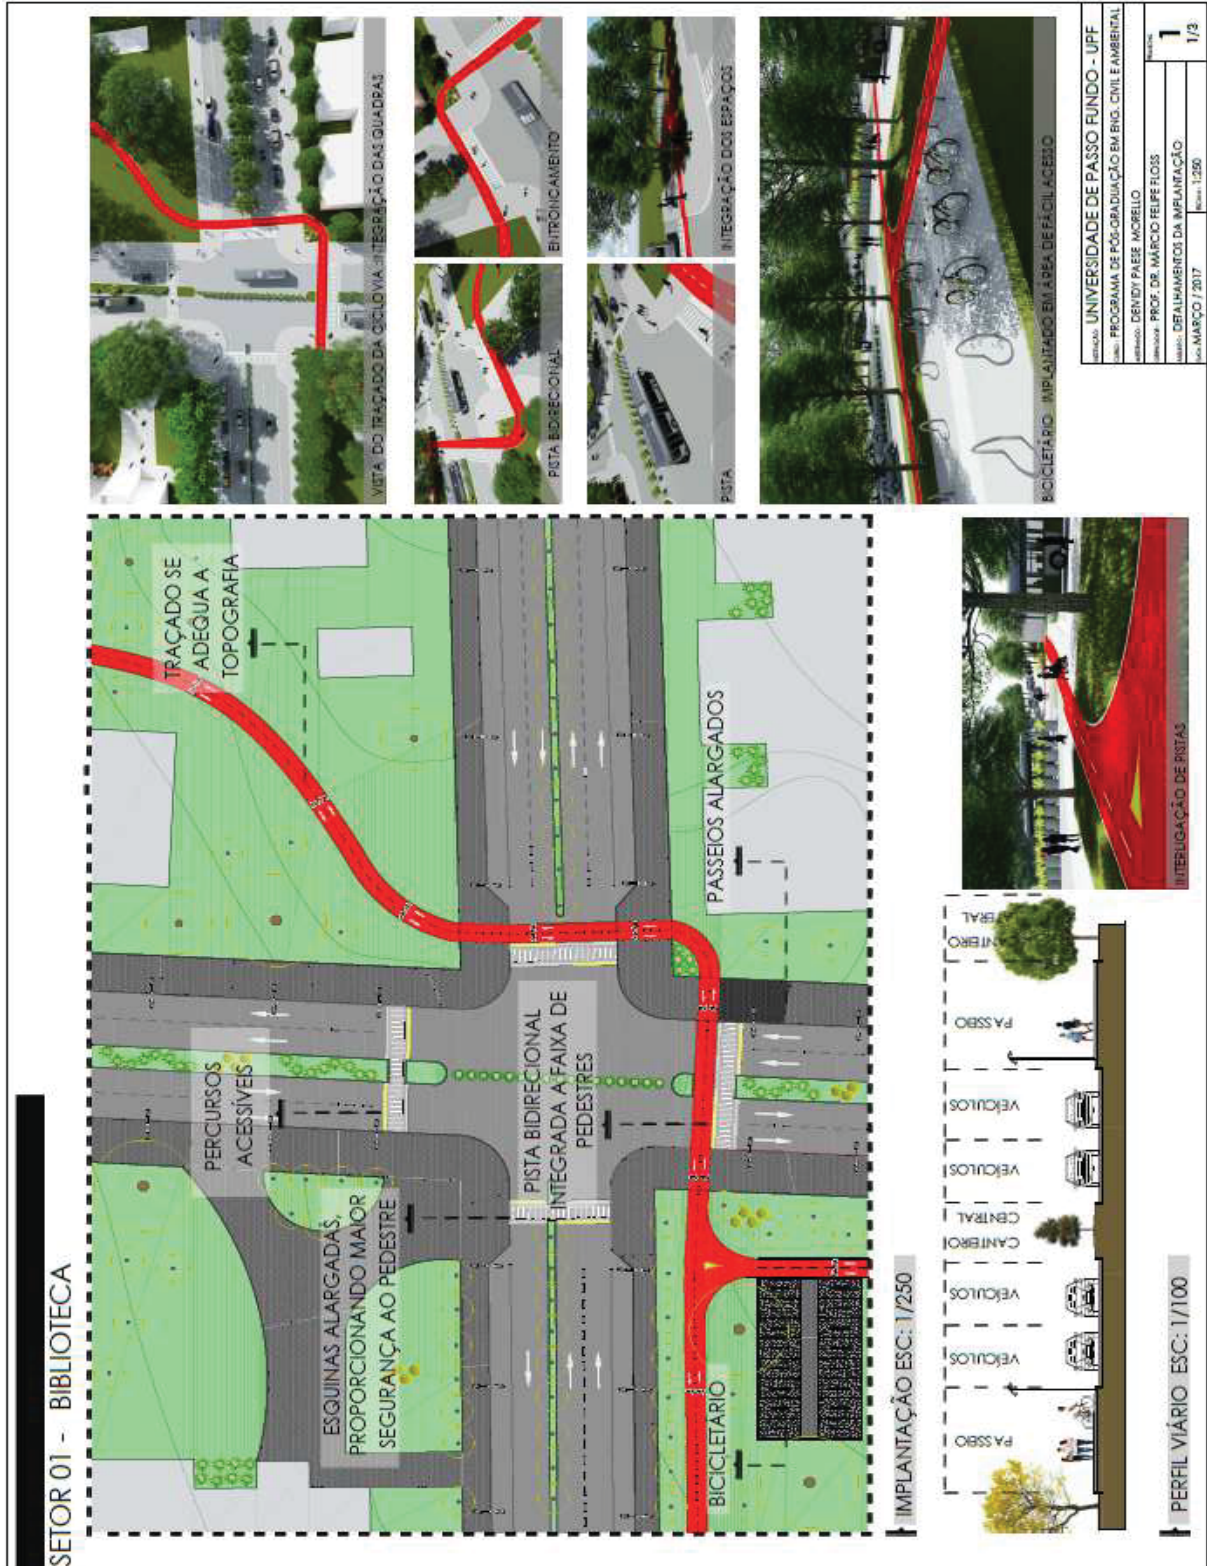 SETOR 01 - BIBLIOTECA
ESQUINAS ALARGADAS,
PROPORCIONANDO MAIOR
SEGURANÇA AO PEDESTRE
PERCURSOS
ACESSÍVEIS
TRAÇADO SE
ADEQUA A
TOPOGRAFIA
PISTA BIDIRECIONAL
INTEGRADA A FAIXA DE
PEDESTRES
BICICLETÁRIO
PASSEIOS ALARGADOS
IMPLANTAÇÃO ESC: 1/250
PASSEIO
VEÍCULOS
VEÍCULOS
CANTEIRO
CENTRAL
VEÍCULOS
VEÍCULOS
PASSEIO
PERFIL VIÁRIO ESC: 1/100
INTERLIGAÇÃO DE PISTAS
VISTA DO TRAÇADO DA CICLOVIA - INTEGRAÇÃO DAS QUADRAS
PISTA BIDIRECIONAL
ENTRONCAMENTO
PISTA
INTEGRAÇÃO DOS ESPAÇOS
BICICLETÁRIO IMPLANTADO EM ÁREA DE FÁCIL ACESSO
UNIVERSIDADE DE PASSO FUNDO - UPF
PROGRAMA DE PÓS-GRADUAÇÃO EM ENG. CIVIL E AMBIENTAL
PROF. DR. MÁRCIO FELIPE FLOSS
DETALHAMENTOS DA IMPLANTAÇÃO
MARÇO / 2017
1:250
1
1/3